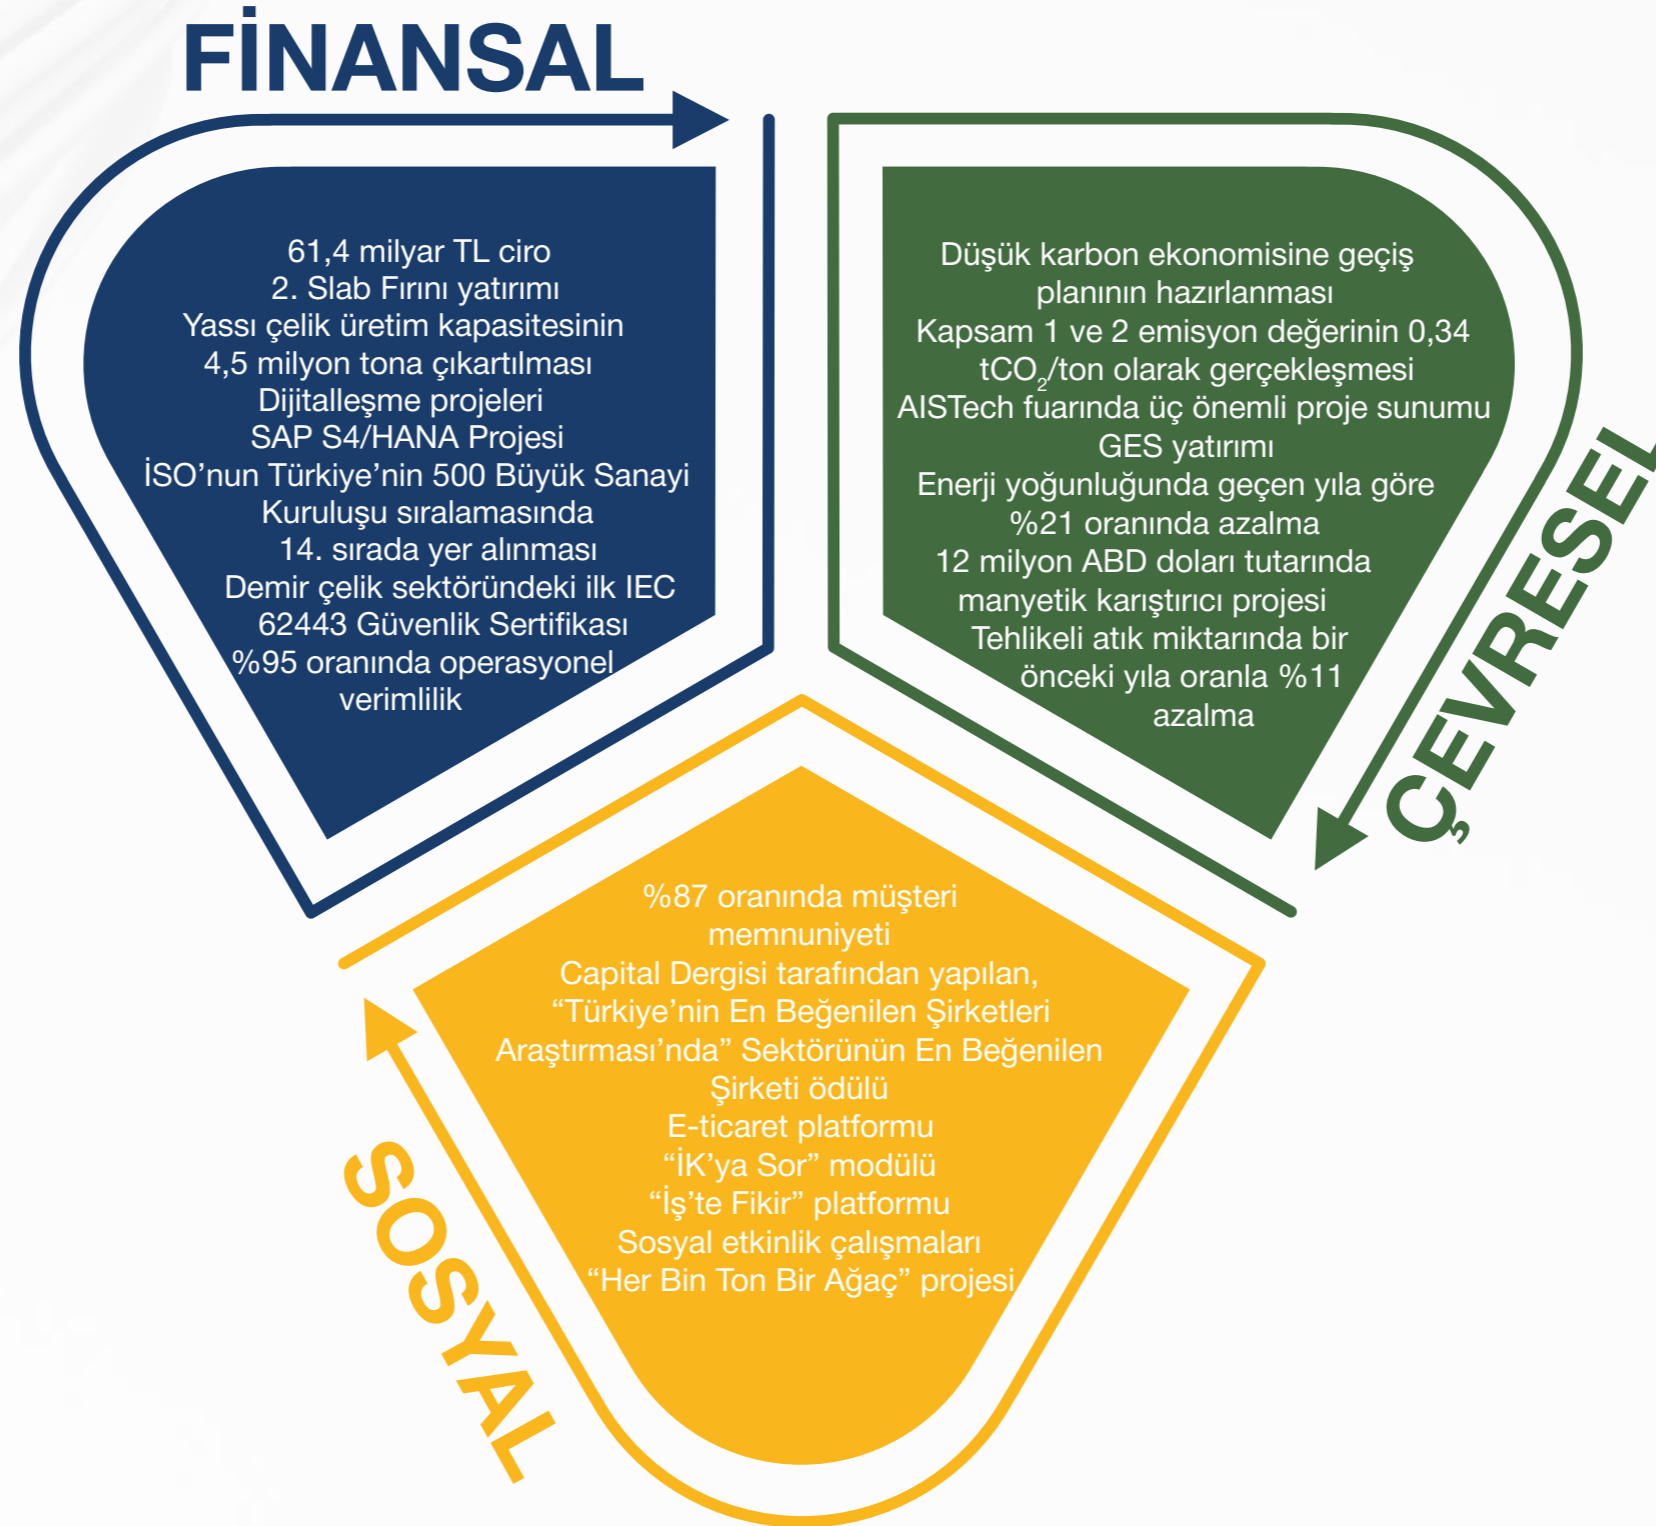 FİNANSAL
61,4 milyar TL ciro
2. Slab Fırını yatırımı
Yassı çelik üretim kapasitesinin
4,5 milyon tona çıkartılması
Dijitalleşme projeleri
SAP S4/HANA Projesi
İSO’nun Türkiye’nin 500 Büyük Sanayi
Kuruluşu sıralamasında
14. sırada yer alınması
Demir çelik sektöründeki ilk IEC
62443 Güvenlik Sertifikası
%95 oranında operasyonel
verimlilik
ÇEVRESEL
Düşük karbon ekonomisine geçiş
planının hazırlanması
Kapsam 1 ve 2 emisyon değerinin 0,34
tCO₂/ton olarak gerçekleşmesi
AISTech fuarında üç önemli proje sunumu
GES yatırımı
Enerji yoğunluğunda geçen yıla göre
%21 oranında azalma
12 milyon ABD doları tutarında
manyetik karıştırıcı projesi
Tehlikeli atık miktarında bir
önceki yıla oranla %11
azalma
SOSYAL
%87 oranında müşteri
memnuniyeti
Capital Dergisi tarafından yapılan,
“Türkiye’nin En Beğenilen Şirketleri
Araştırması’nda” Sektörünün En Beğenilen
Şirketi ödülü
E-ticaret platformu
“İK’ya Sor” modülü
“İş’te Fikir” platformu
Sosyal etkinlik çalışmaları
“Her Bin Ton Bir Ağaç” projesi